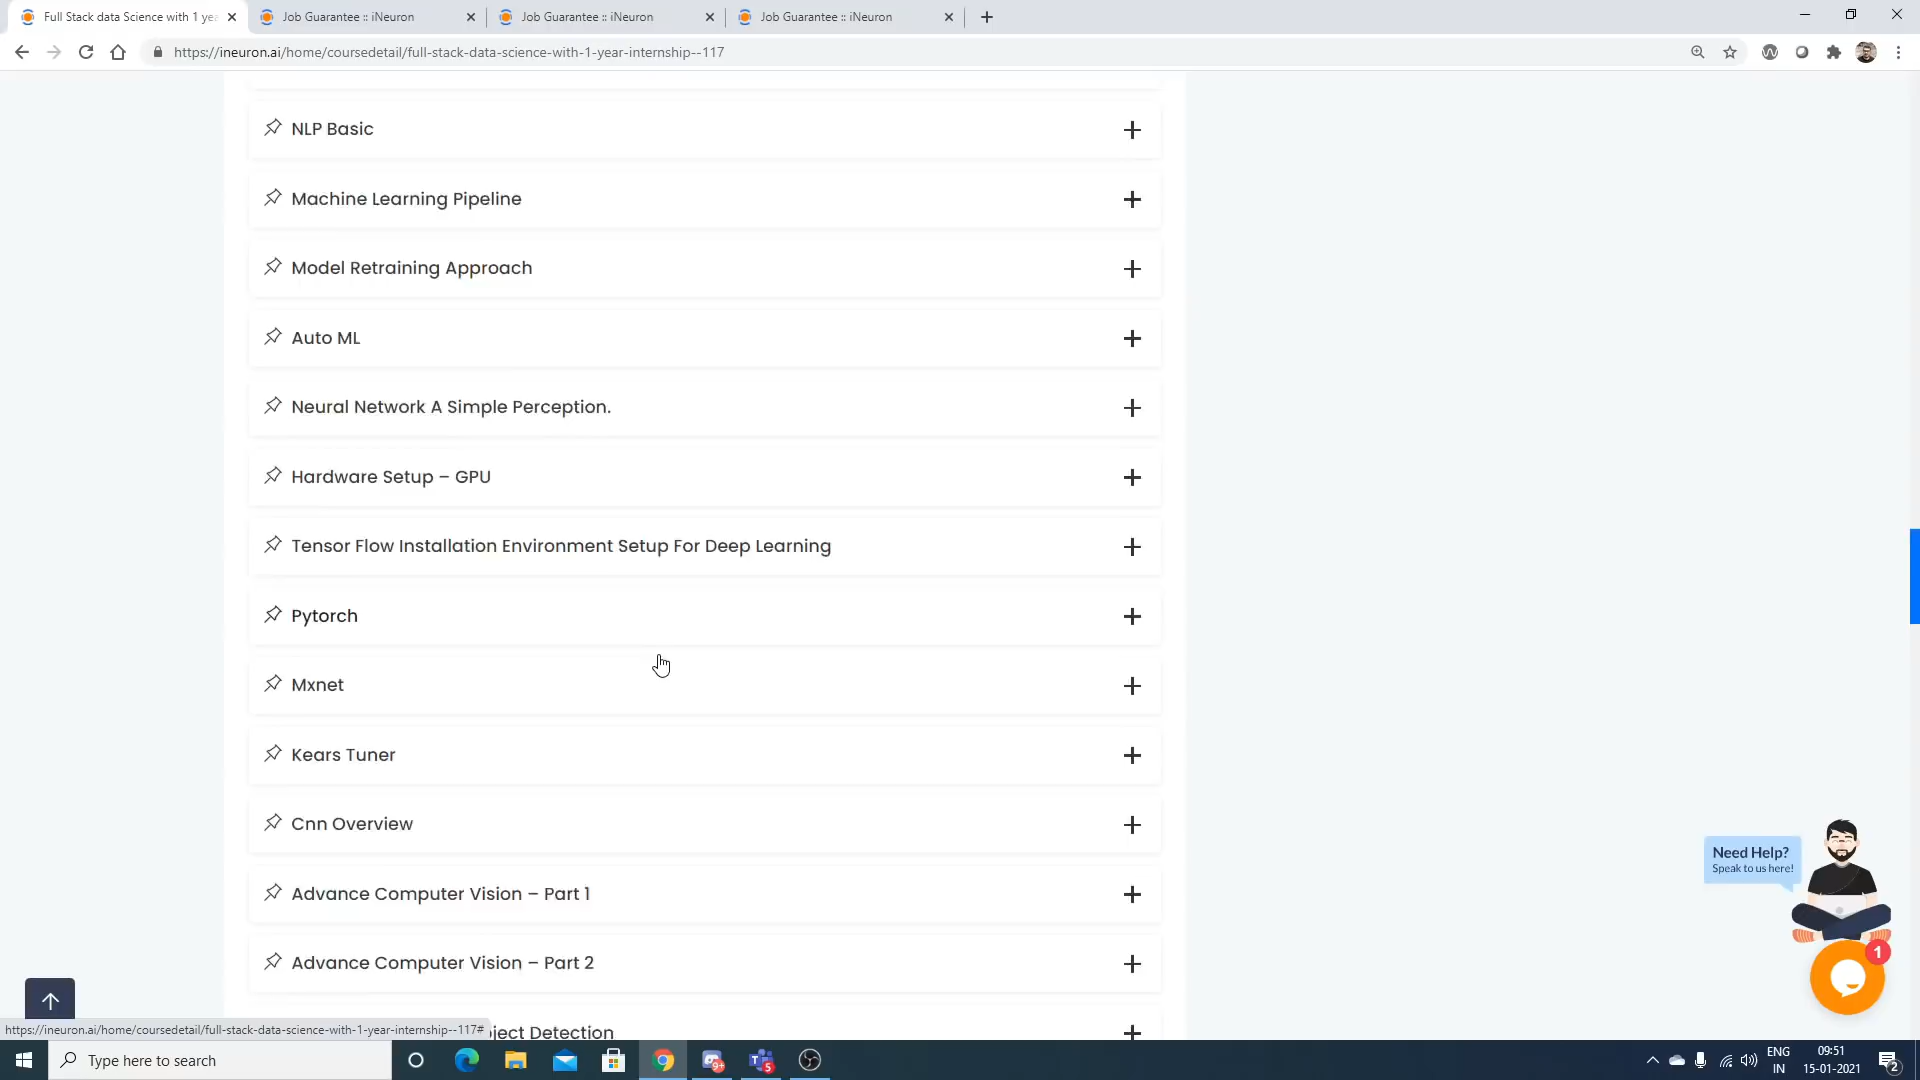 Full Stack data Science with 1 yea
Job Guarantee :: iNeuron
Job Guarantee :: iNeuron
Job Guarantee :: iNeuron
https://ineuron.ai/home/coursedetail/full-stack-data-science-with-1-year-internship--117
NLP Basic
Machine Learning Pipeline
Model Retraining Approach
Auto ML
Neural Network A Simple Perception.
Hardware Setup – GPU
Tensor Flow Installation Environment Setup For Deep Learning
Pytorch
Mxnet
Kears Tuner
Cnn Overview
Advance Computer Vision – Part 1
Need Help?
Speak to us here!
Advance Computer Vision – Part 2
1
https://ineuron.ai/home/coursedetail/full-stack-data-science-with-1-year-internship--117#
ject Detection
Type here to search
9+
5
ENG
IN
09:51
15-01-2021
2